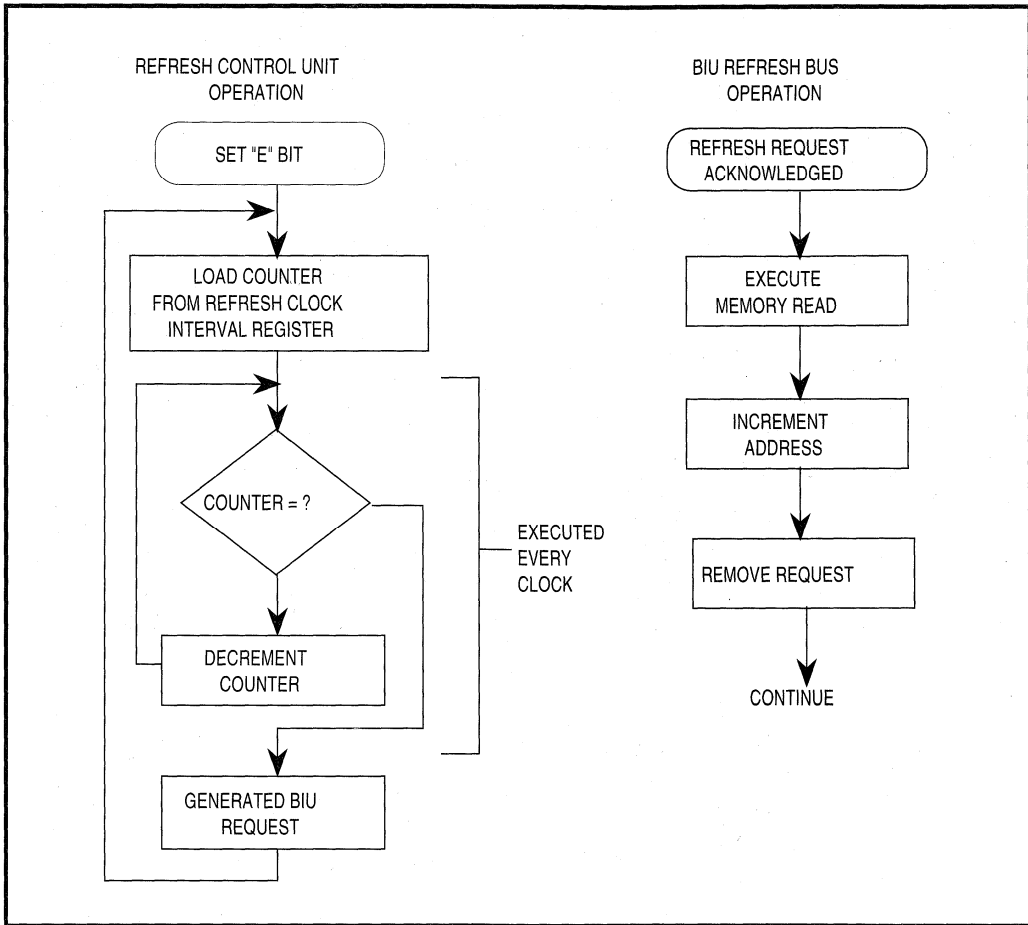 REFRESH CONTROL UNIT
OPERATION
SET "E" BIT
LOAD COUNTER
FROM REFRESH CLOCK
INTERVAL REGISTER
COUNTER = ?
EXECUTED
EVERY
CLOCK
DECREMENT
COUNTER
GENERATED BIU
REQUEST
BIU REFRESH BUS
OPERATION
REFRESH REQUEST
ACKNOWLEDGED
EXECUTE
MEMORY READ
INCREMENT
ADDRESS
REMOVE REQUEST
CONTINUE